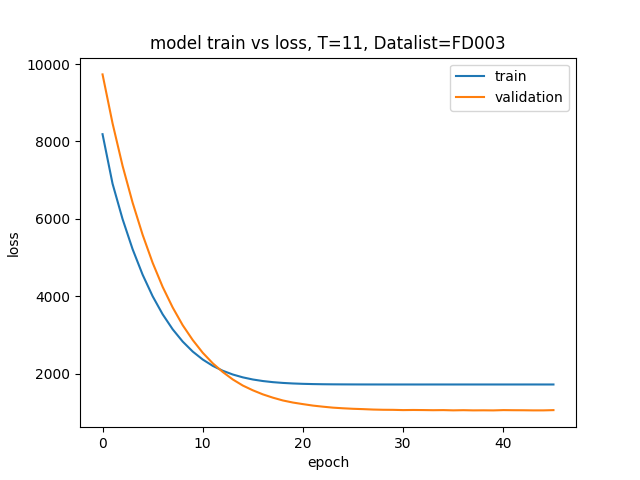 model train vs loss, T=11, Datalist=FD003
train
validation
10000
8000
6000
4000
2000
loss
0 10 20 30 40
epoch